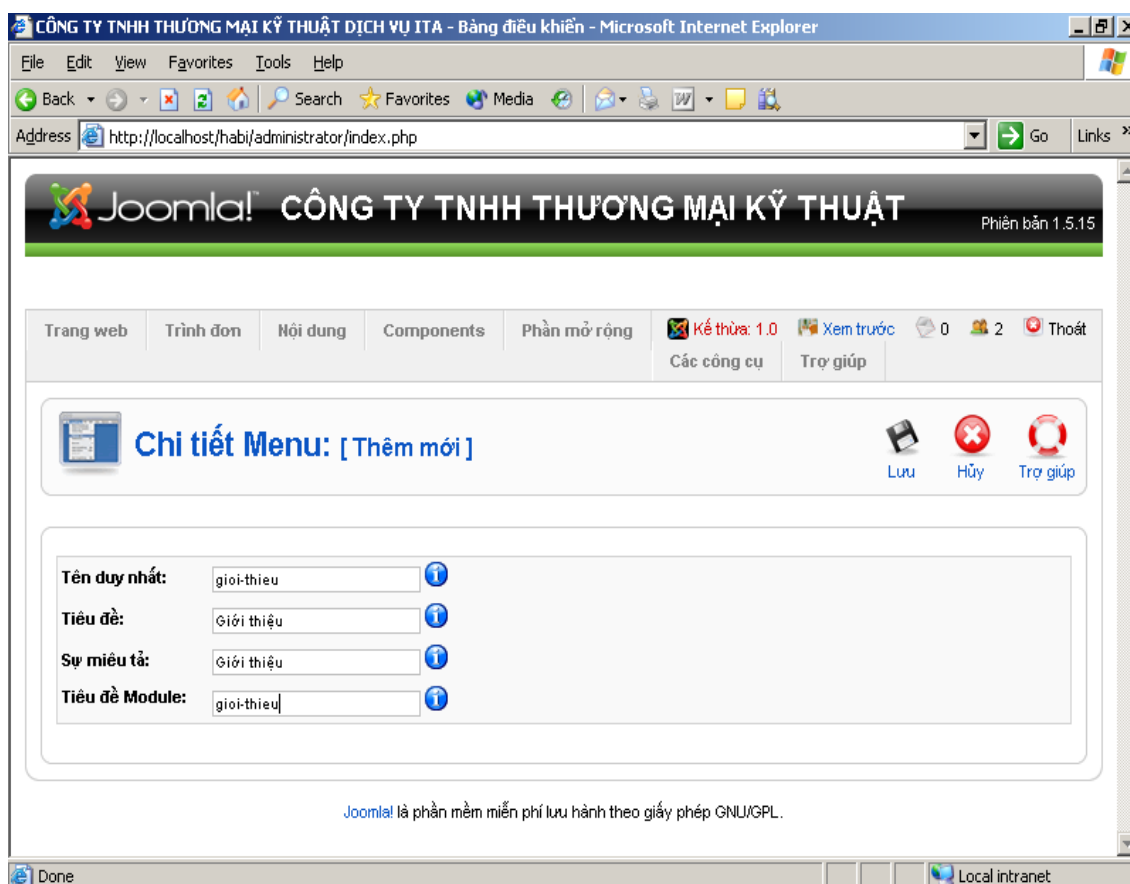 CÔNG TY TNHH THƯƠNG MẠI KỸ THUẬT DỊCH VỤ ITA - Bảng điều khiển - Microsoft Internet Explorer
File Edit View Favorites Tools Help
Back Search Favorites Media
Address http://localhost/habi/administrator/index.php Go Links
Joomla! CÔNG TY TNHH THƯƠNG MẠI KỸ THUẬT
Phiên bản 1.5.15
Trang web Trình đơn Nội dung Components Phần mở rộng Kế thừa: 1.0 Xem trước 0 2 Thoát
Các công cụ Trợ giúp
Chi tiết Menu: [ Thêm mới ]
Lưu Hủy Trợ giúp
Tên duy nhất: gioi-thieu
Tiêu đề: Giới thiệu
Sự miêu tả: Giới thiệu
Tiêu đề Module: gioi-thieu
Joomla! là phần mềm miễn phí lưu hành theo giấy phép GNU/GPL.
Done Local intranet